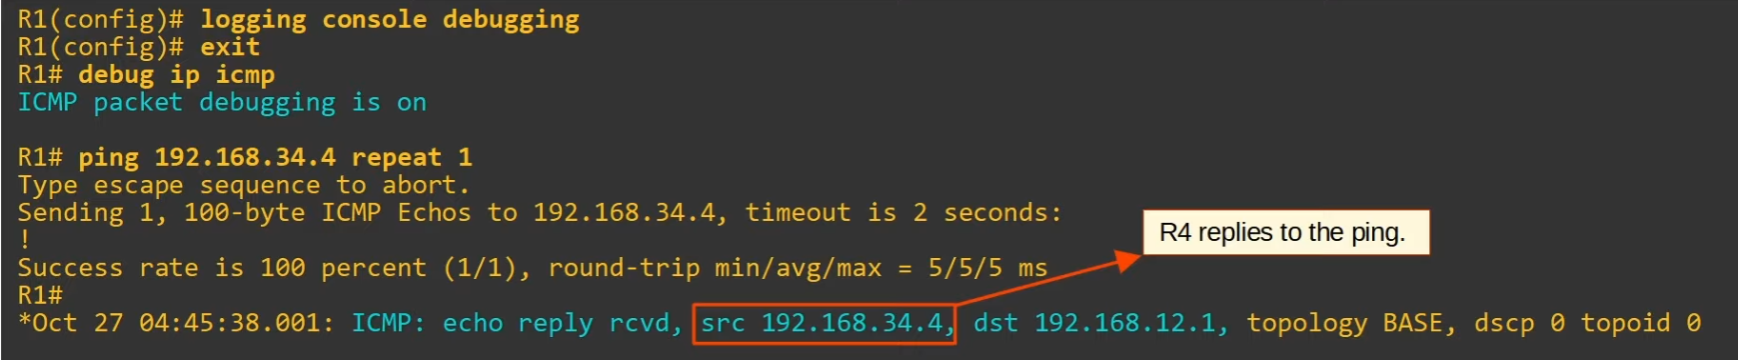 R1(config)# logging console debugging
R1(config)# exit
R1# debug ip icmp
ICMP packet debugging is on
R1# ping 192.168.34.4 repeat 1
Type escape sequence to abort.
Sending 1, 100-byte ICMP Echos to 192.168.34.4, timeout is 2 seconds:
!
Success rate is 100 percent (1/1), round-trip min/avg/max = 5/5/5 ms
R1#
*Oct 27 04:45:38.001: ICMP: echo reply rcvd, src 192.168.34.4, dst 192.168.12.1, topology BASE, dscp 0 topoid 0
R4 replies to the ping.